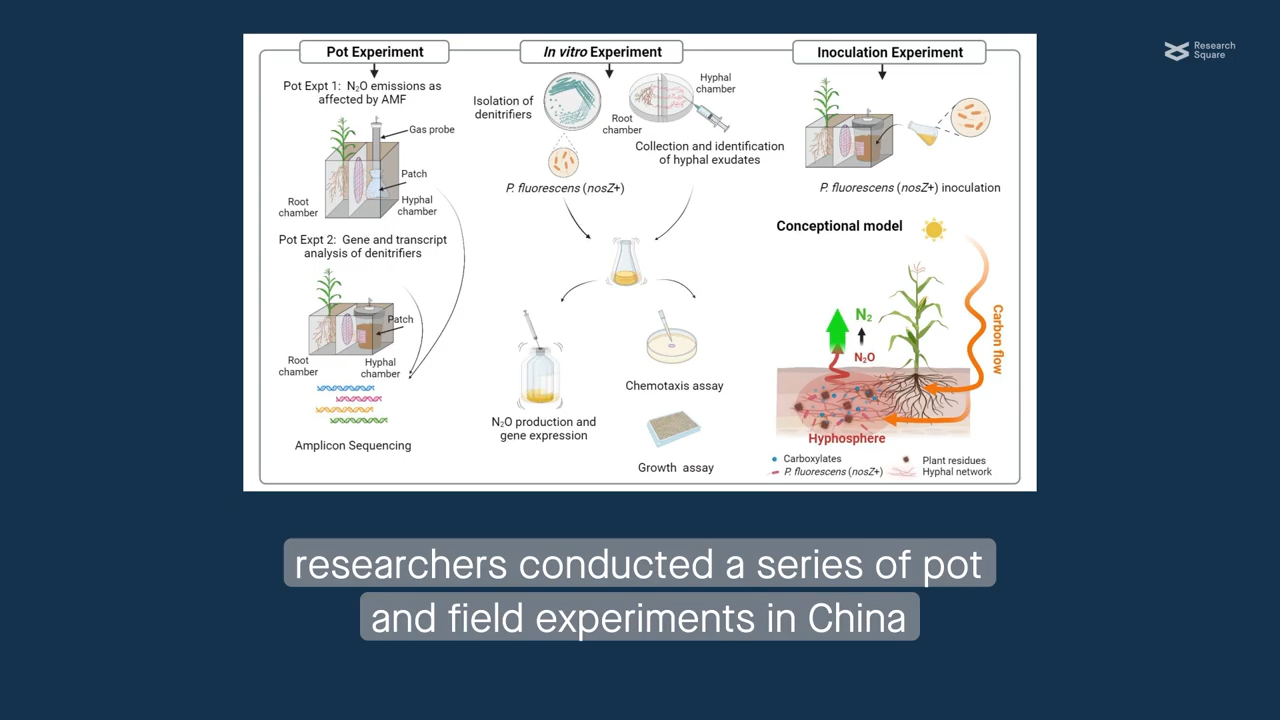 Research
Square
Pot Experiment
Pot Expt 1: N₂O emissions as
affected by AMF
Gas probe
Patch
Root
chamber
Hyphal
chamber
Pot Expt 2: Gene and transcript
analysis of denitrifiers
Patch
Root
chamber
Hyphal
chamber
Amplicon Sequencing
In vitro Experiment
Isolation of
denitrifiers
Hyphal
chamber
Root
chamber
Collection and identification
of hyphal exudates
P. fluorescens (nosZ+)
N₂O production and
gene expression
Chemotaxis assay
Growth assay
Inoculation Experiment
P. fluorescens (nosZ+) inoculation
Conceptional model
N₂
N₂O
Carbon flow
Hyphosphere
Carboxylates
P. fluorescens (nosZ+)
Plant residues
Hyphal network
researchers conducted a series of pot
and field experiments in China